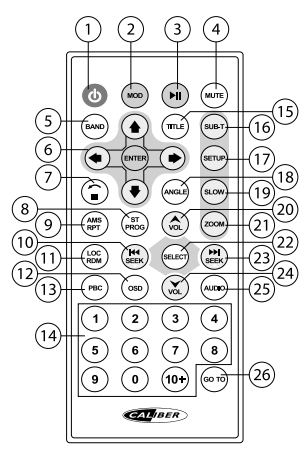 1 2 3 4
MOD MUTE
5 BAND TITLE 15
SUB-T 16
6 ENTER
SETUP 17
7 ANGLE 18
SLOW 19
8 ST PROG VOL 20
9 AMS RPT ZOOM 21
10 SEEK SELECT 22
11 LOC RDM SEEK 23
12 OSD VOL 24
13 PBC AUDIO 25
14
1 2 3 4
5 6 7 8
9 0 10+ GO TO 26
CALIBER